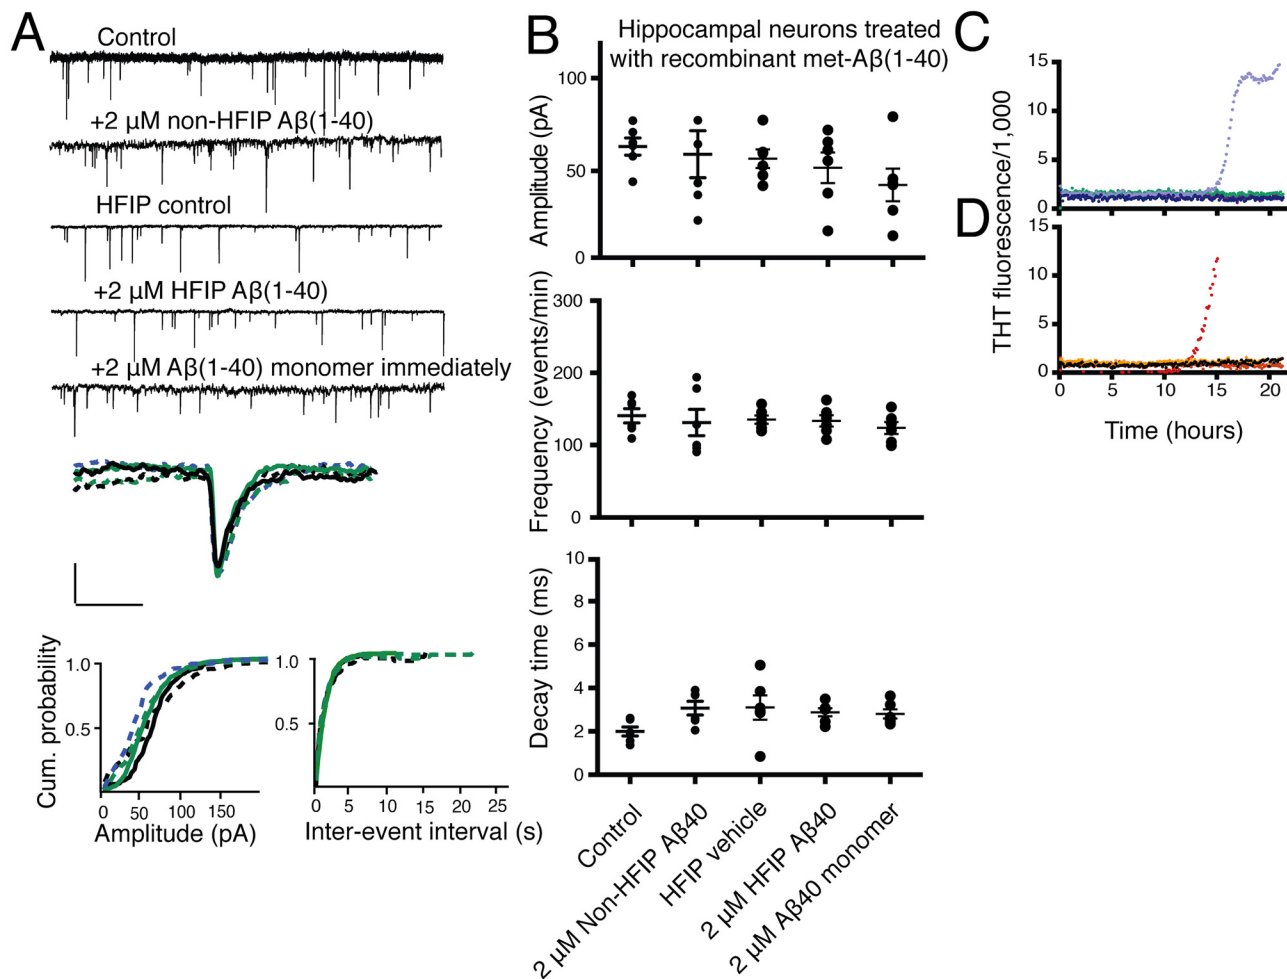 A
Control
+2 µM non-HFIP Aβ(1-40)
HFIP control
+2 µM HFIP Aβ(1-40)
+2 µM Aβ(1-40) monomer immediately
Cum. probability
1.0
0.5
0 50 100 150
Amplitude (pA)
1.0
0.5
0 5 10 15 20 25
Inter-event interval (s)
B
Hippocampal neurons treated
with recombinant met-Aβ(1-40)
Amplitude (pA)
100
50
0
Frequency (events/min)
300
200
100
0
Decay time (ms)
10
8
6
4
2
0
Control
2 µM Non-HFIP Aβ40
HFIP vehicle
2 µM HFIP Aβ40
2 µM Aβ40 monomer
C
15
10
5
0
D
THT fluorescence/1,000
15
10
5
0
0 5 10 15 20
Time (hours)